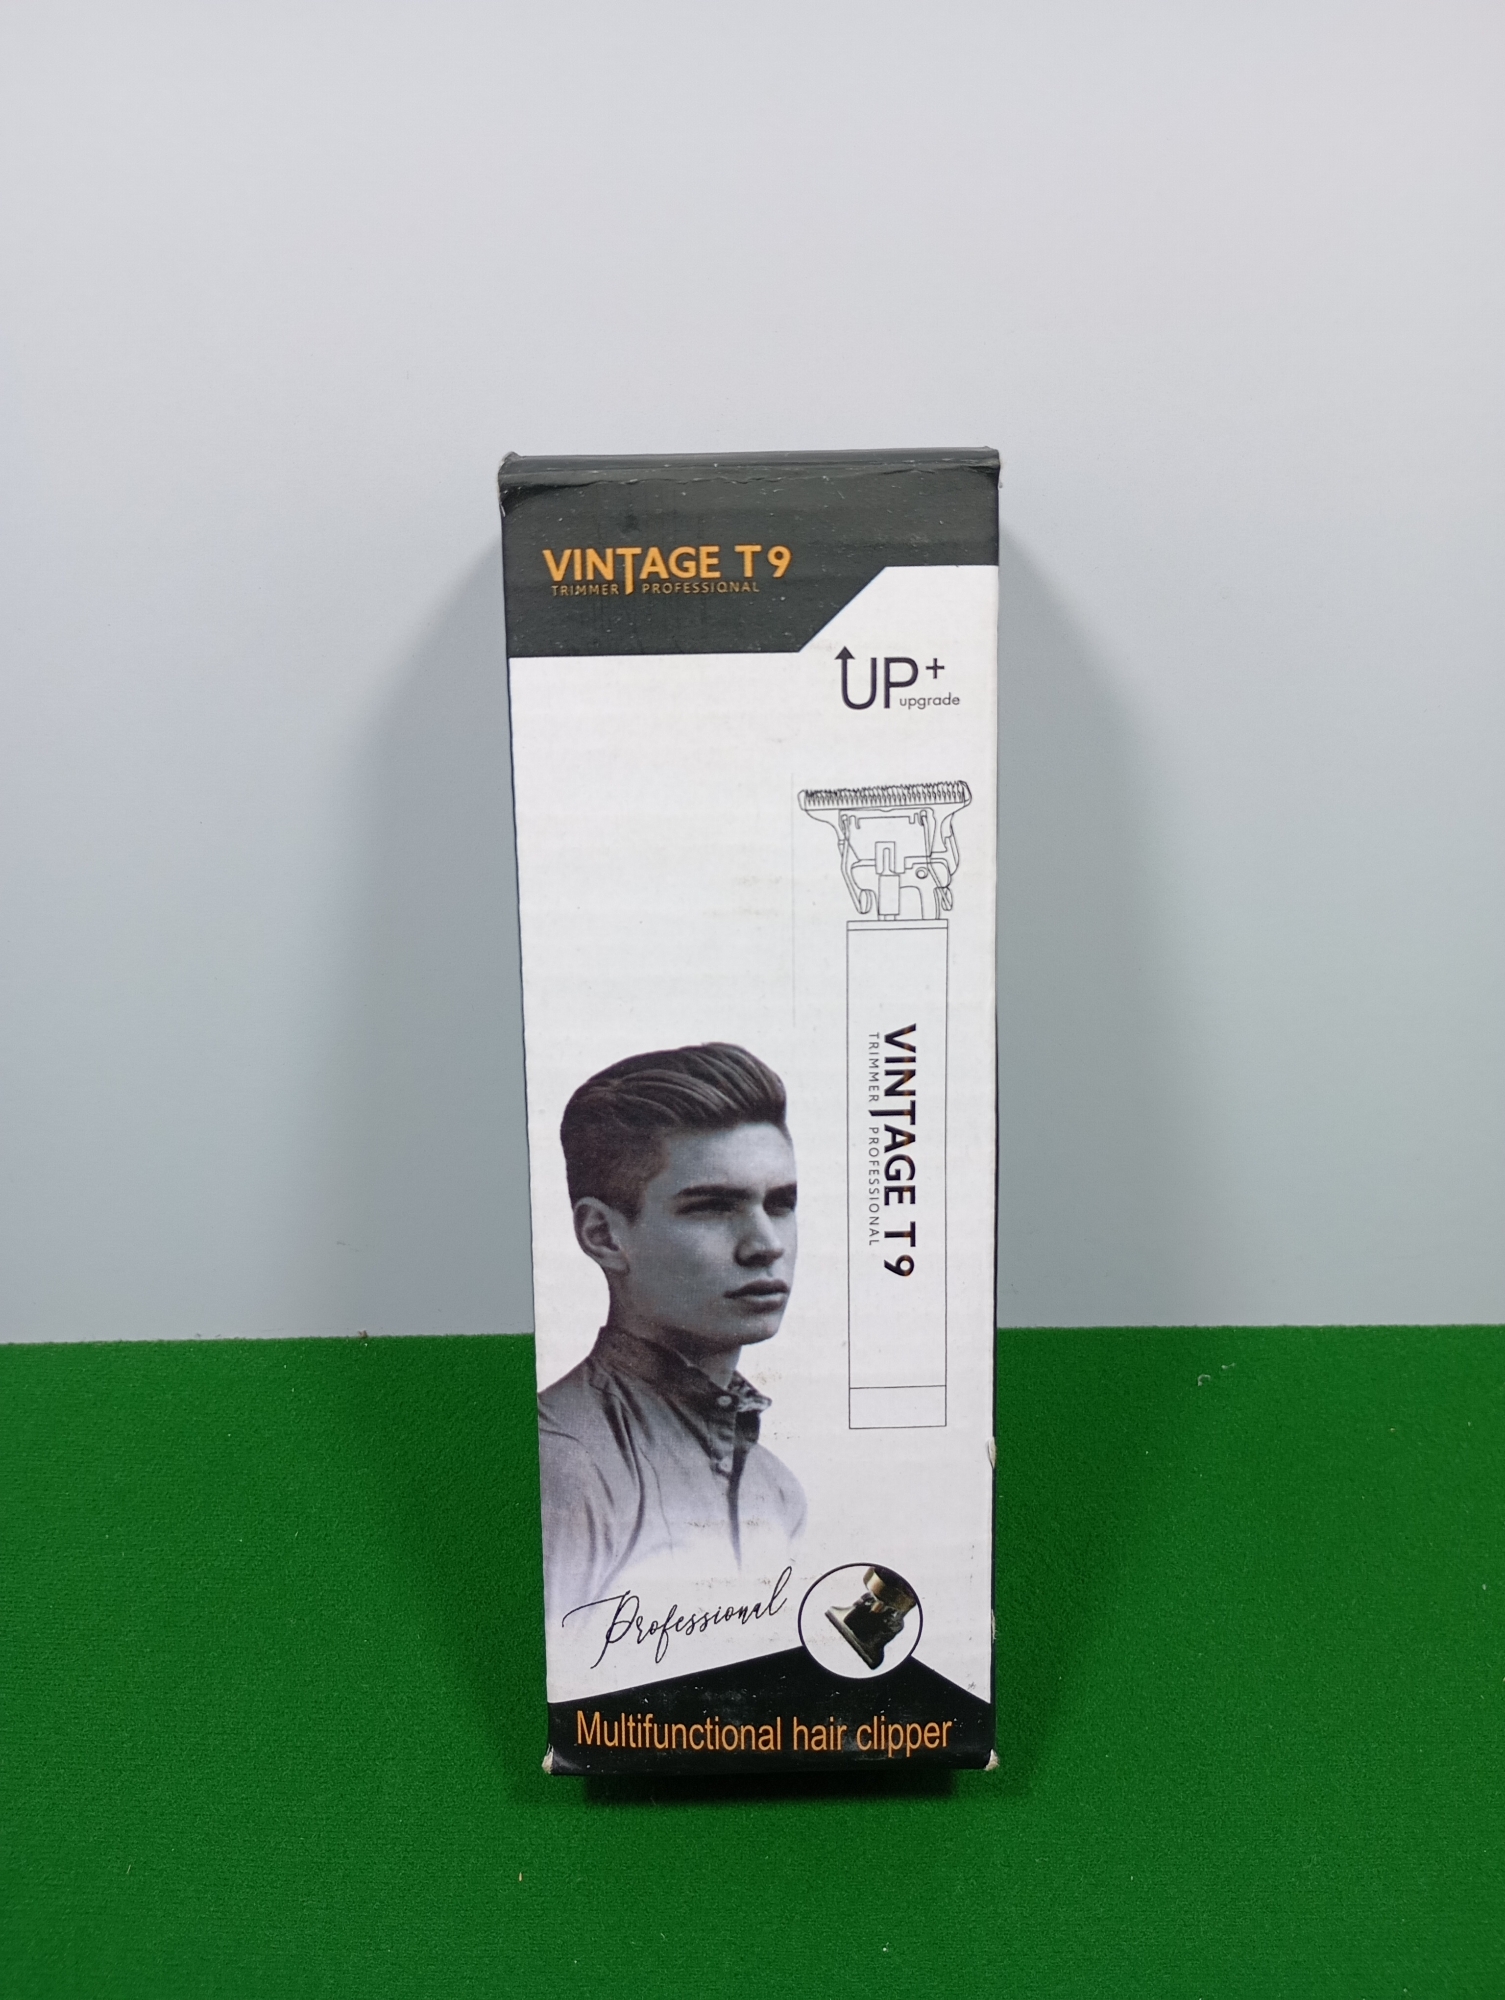 VINTAGE T9
TRIMMER PROFESSIONAL
UP+
upgrade
VINTAGE T9
TRIMMER PROFESSIONAL
Professional
Multifunctional hair clipper